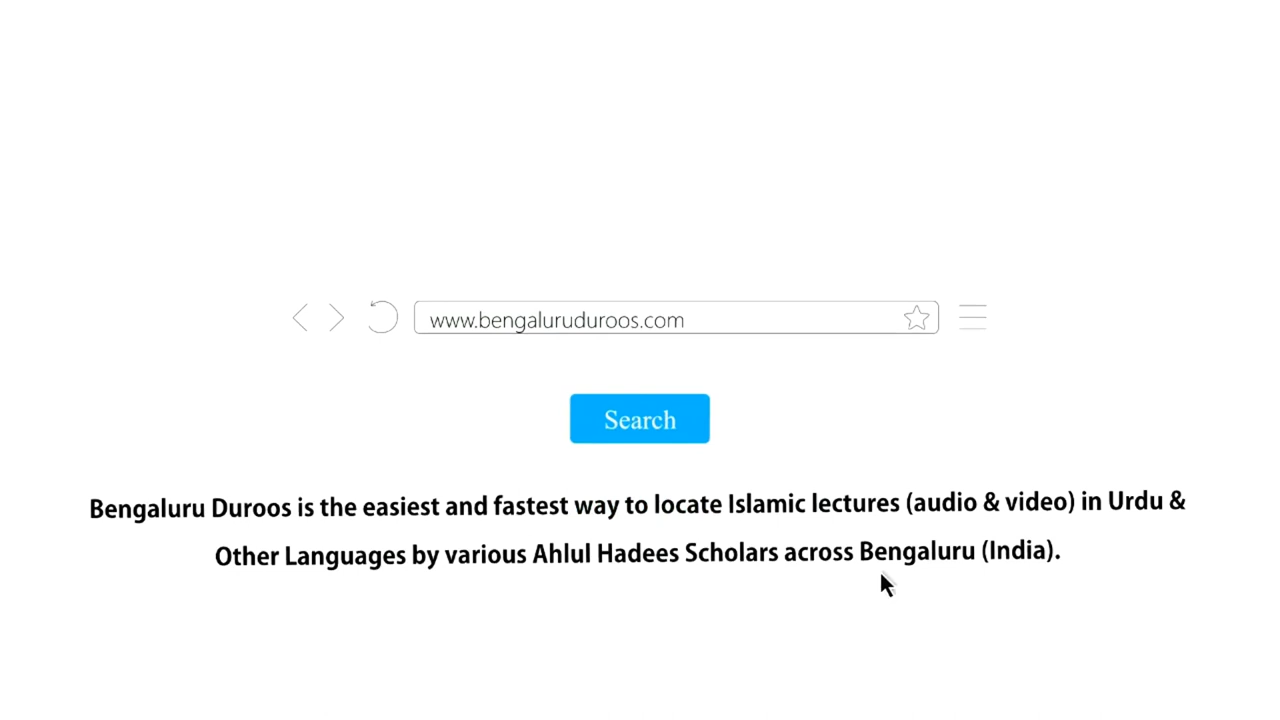 www.bengaluruduroos.com
Search
Bengaluru Duroos is the easiest and fastest way to locate Islamic lectures (audio & video) in Urdu &
Other Languages by various Ahlul Hadees Scholars across Bengaluru (India).